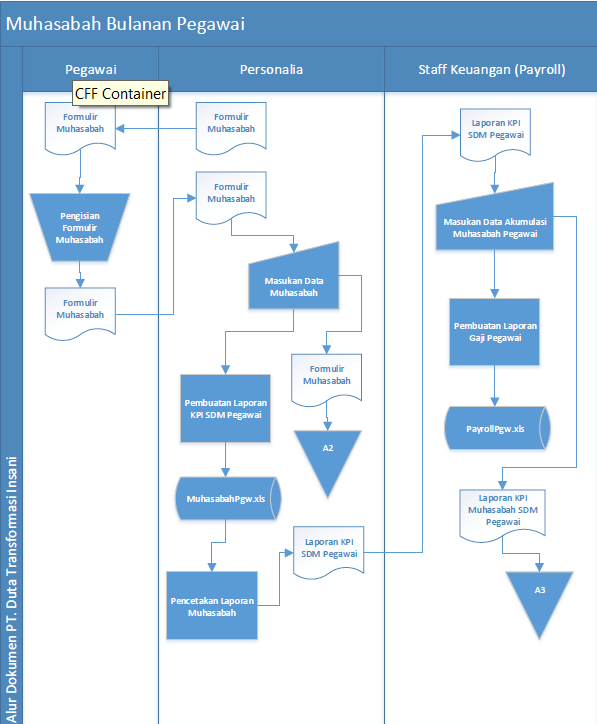 Muhasabah Bulanan Pegawai
Pegawai
Personalia
Staff Keuangan (Payroll)
CFF Container
Alur Dokumen PT. Duta Transformasi Insani
Formulir
Muhasabah
Pengisian
Formulir
Muhasabah
Formulir
Muhasabah
Formulir
Muhasabah
Formulir
Muhasabah
Masukan Data
Muhasabah
Formulir
Muhasabah
A2
Pembuatan Laporan
KPI SDM Pegawai
MuhasabahPgw.xls
Pencetakan Laporan
Muhasabah
Laporan KPI
SDM Pegawai
Laporan KPI
SDM Pegawai
Masukan Data Akumulasi
Muhasabah Pegawai
Pembuatan Laporan
Gaji Pegawai
PayrollPgw.xls
Laporan KPI
Muhasabah SDM
Pegawai
A3